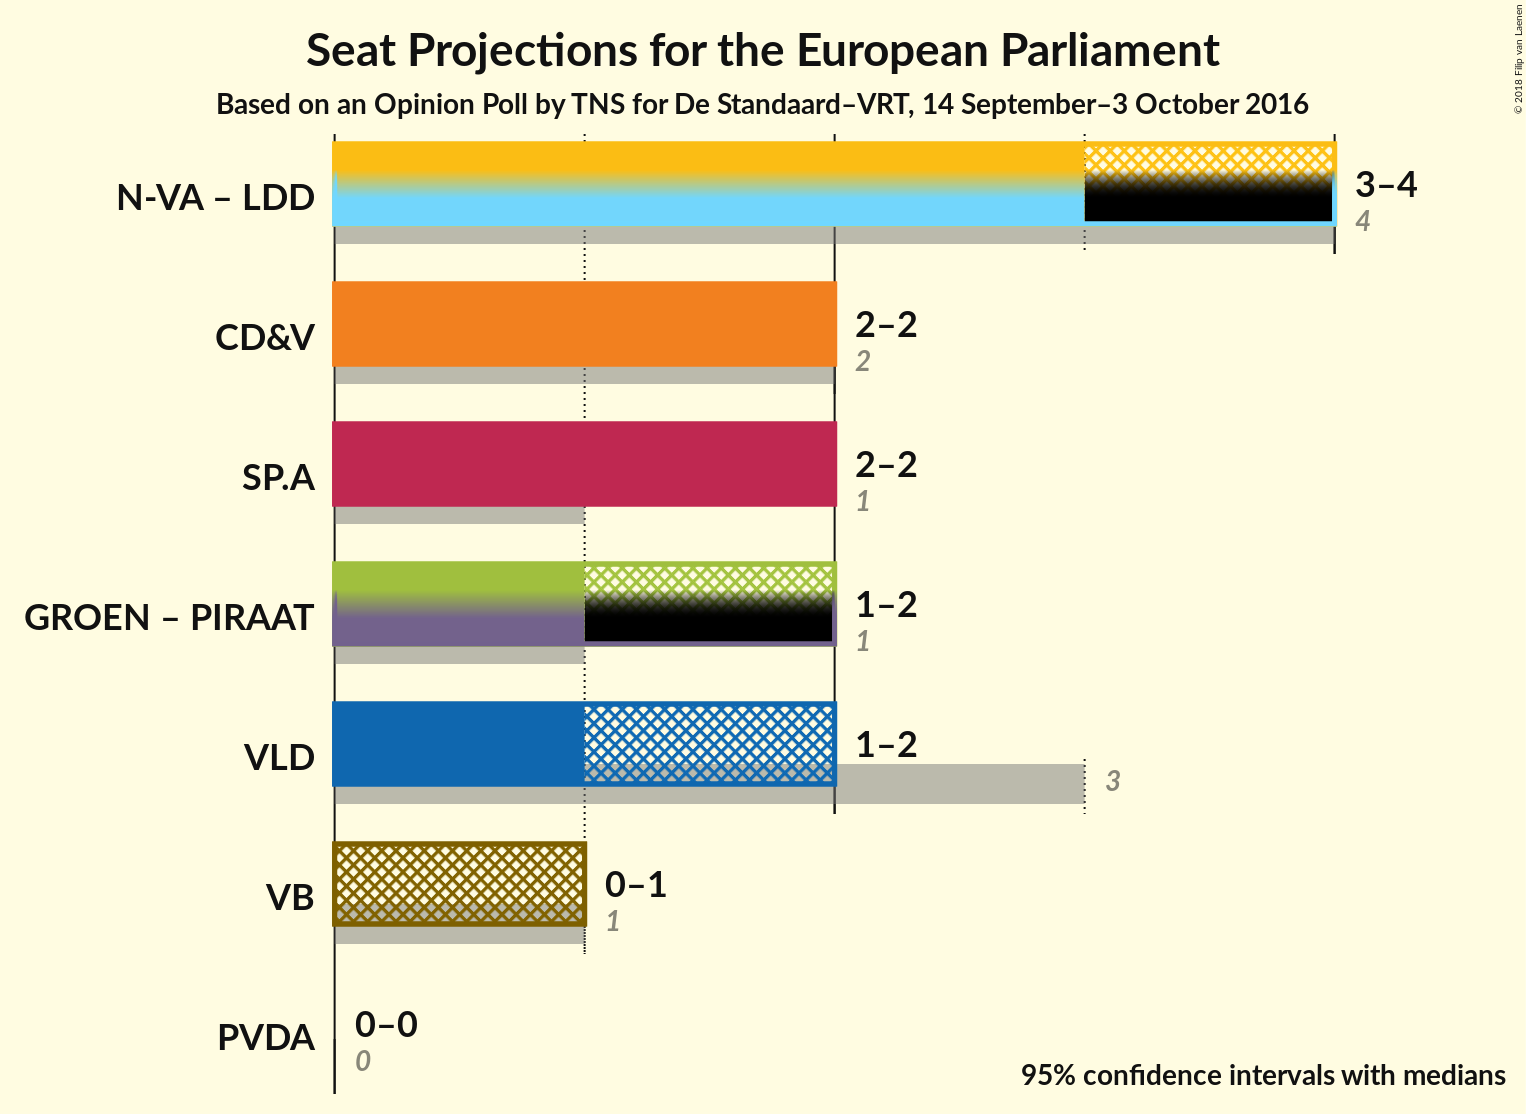 Seat Projections for the European Parliament
Based on an Opinion Poll by TNS for De Standaard–VRT, 14 September–3 October 2016
© 2018 Filip van Laenen
N-VA – LDD
3–4
4
CD&V
2–2
2
SP.A
2–2
1
GROEN – PIRAAT
1–2
1
VLD
1–2
3
VB
0–1
1
PVDA
0–0
0
95% confidence intervals with medians